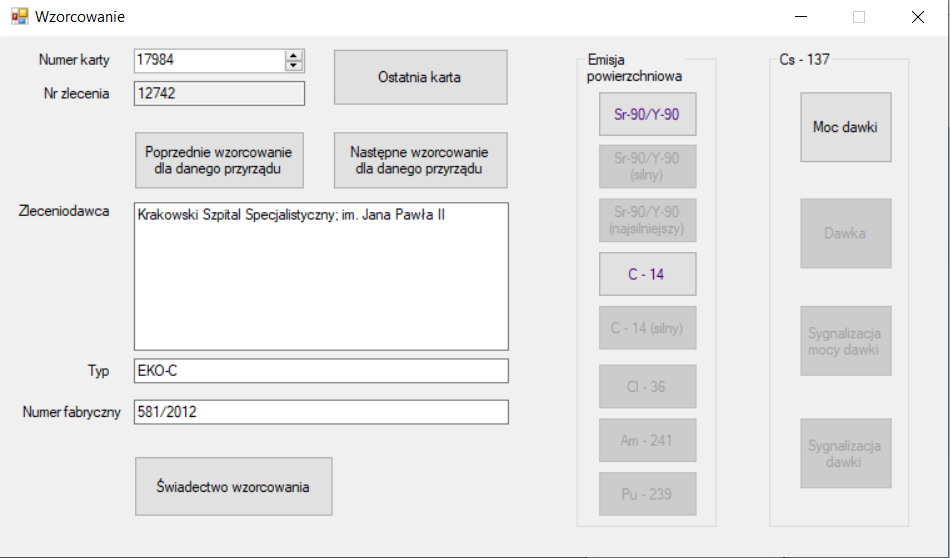 Wzorcowanie
Numer karty
17984
Ostatnia karta
Nr zlecenia
12742
Poprzednie wzorcowanie
dla danego przyrządu
Następne wzorcowanie
dla danego przyrządu
Zleceniodawca
Krakowski Szpital Specjalistyczny; im. Jana Pawła II
Typ
EKO-C
Numer fabryczny
581/2012
Świadectwo wzorcowania
Emisja
powierzchniowa
Sr-90/Y-90
Sr-90/Y-90
(silny)
Sr-90/Y-90
(najsilniejszy)
C - 14
C - 14 (silny)
Cl - 36
Am - 241
Pu - 239
Cs - 137
Moc dawki
Dawka
Sygnalizacja
mocy dawki
Sygnalizacja
dawki